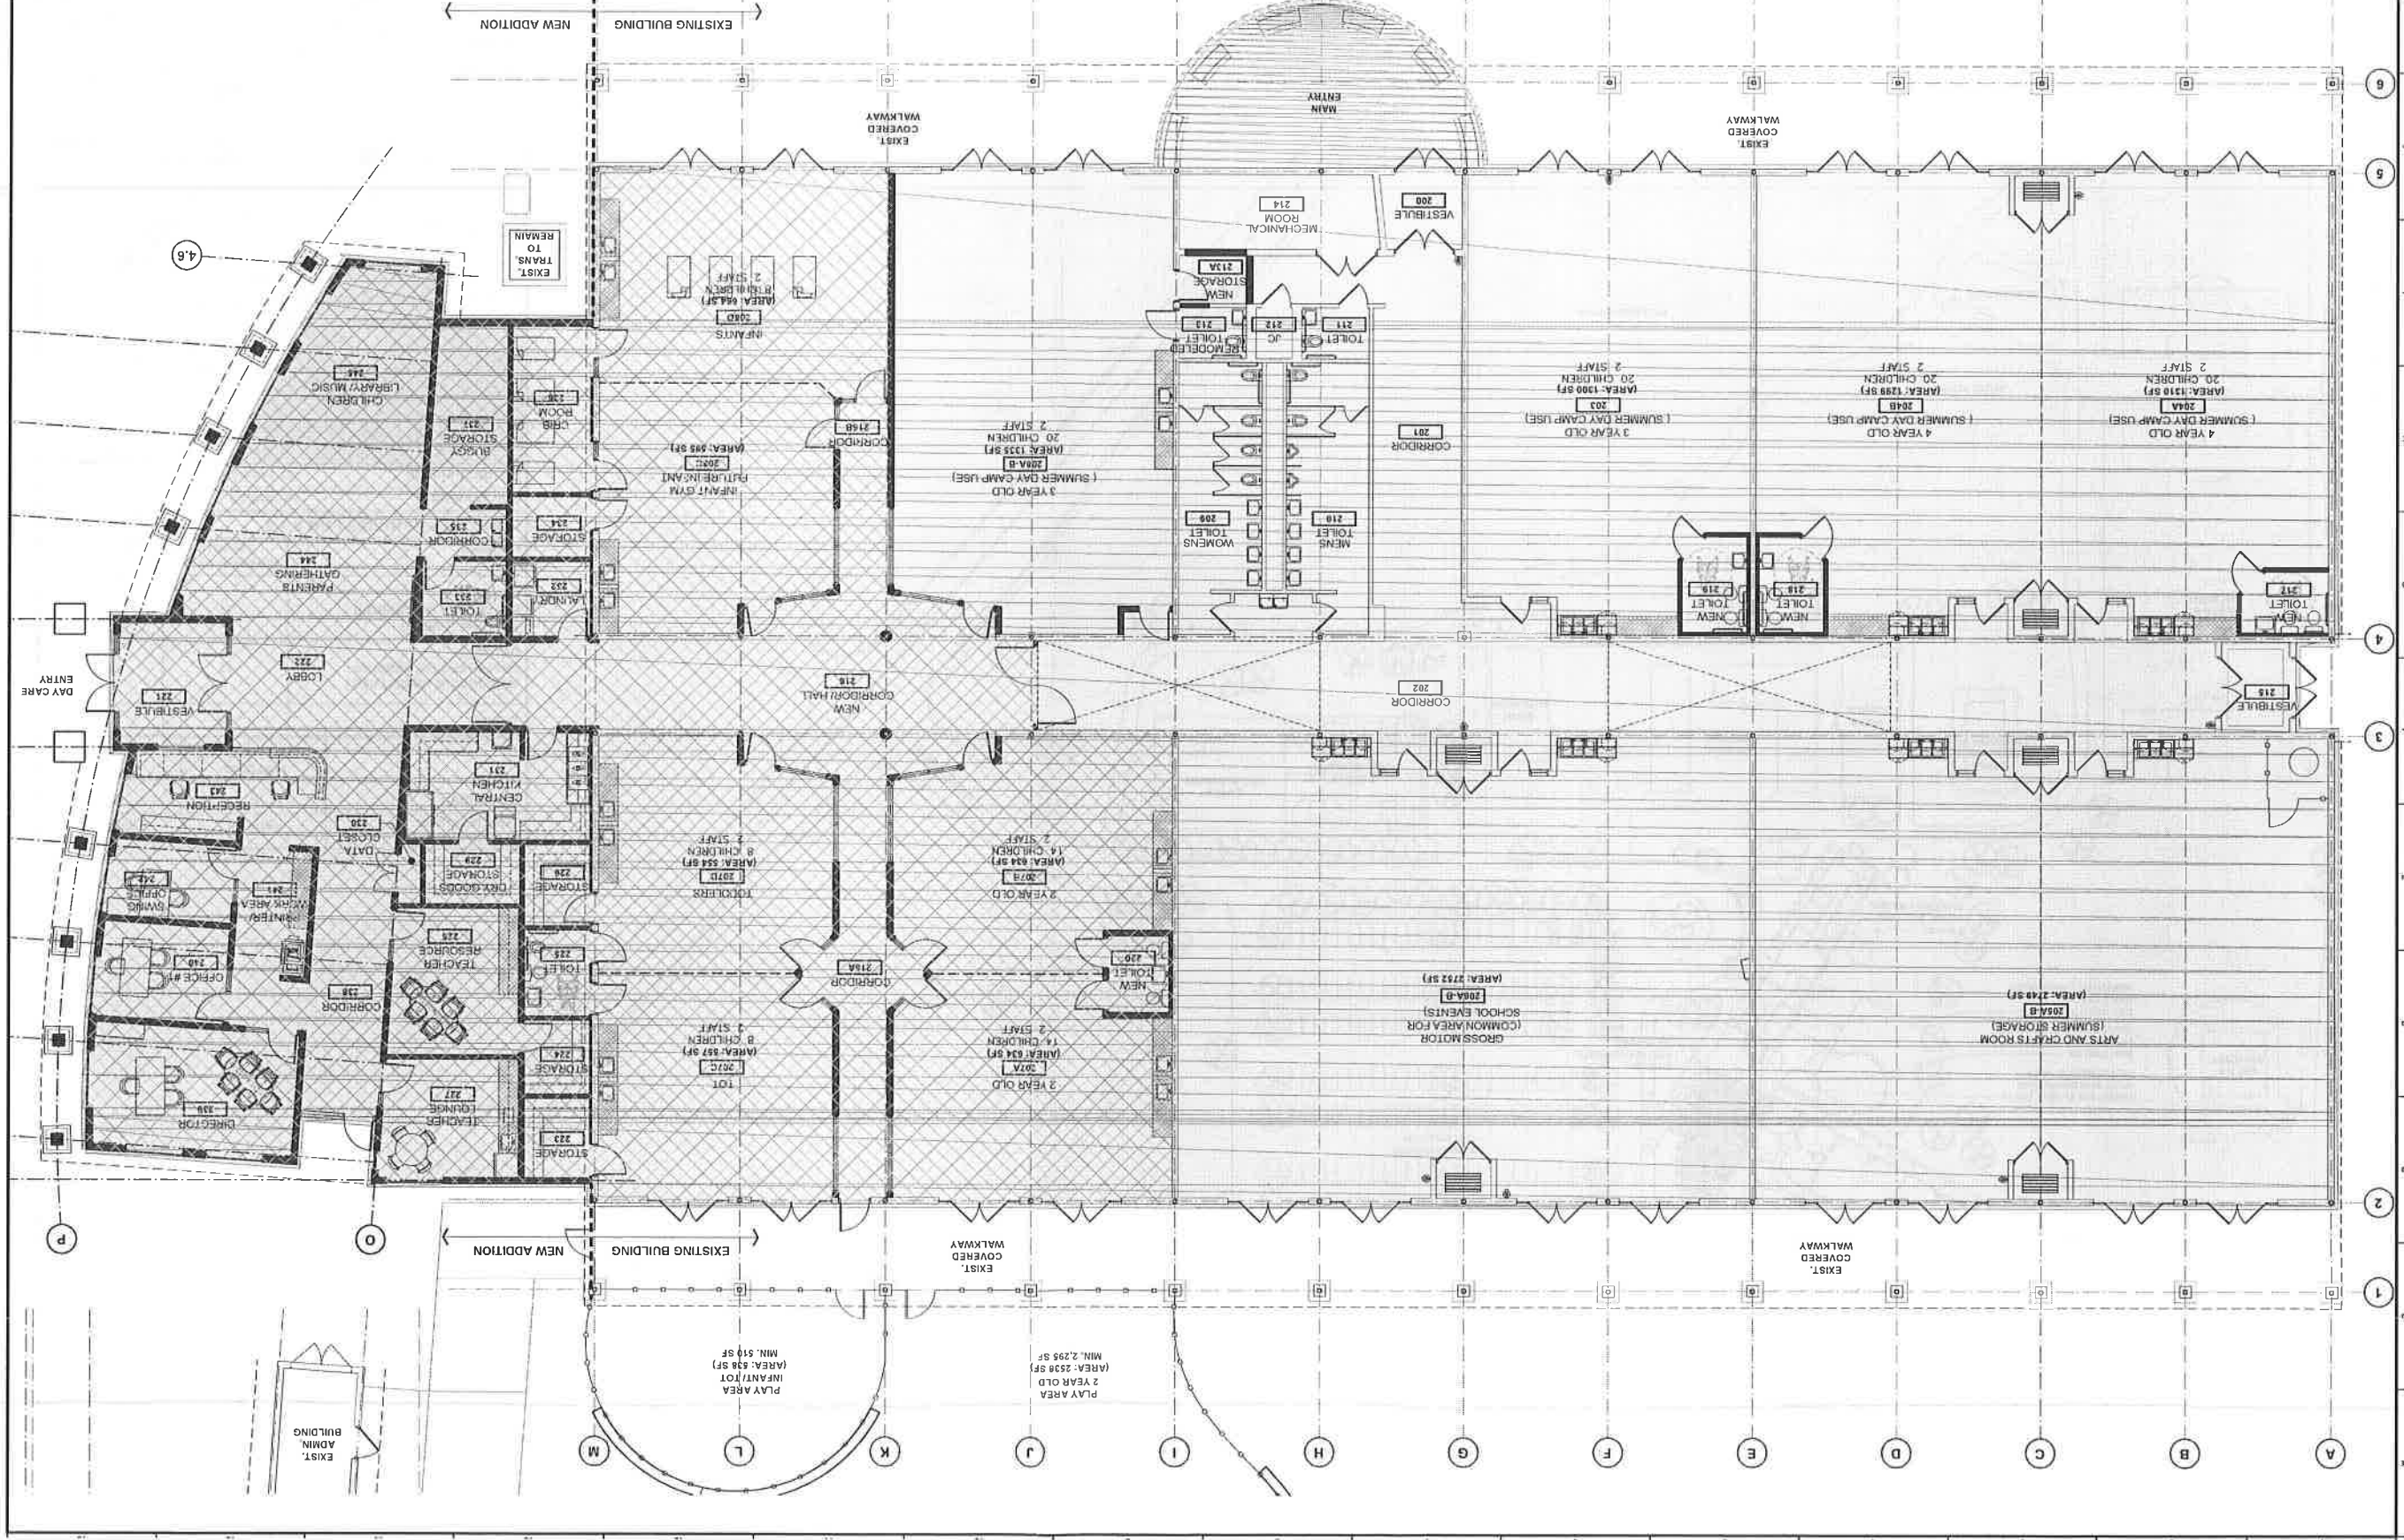 A
B
C
D
E
F
G
H
I
J
K
L
M
EXIST.
ADMIN.
BUILDING
PLAY AREA
2 YEAR OLD
(AREA: 2536 SF)
MIN. 2,295 SF
PLAY AREA
INFANT/ TOT
(AREA: 538 SF)
MIN. 510 SF
1
EXIST.
COVERED
WALKWAY
EXIST.
COVERED
WALKWAY
EXISTING BUILDING
NEW ADDITION
O
P
2
ARTS AND CRAFTS ROOM
(SUMMER STORAGE)
205A-B
(AREA: 2749 SF)
GROSS MOTOR
(COMMON AREA FOR
SCHOOL EVENTS)
206A-B
(AREA: 2752 SF)
2 YEAR OLD
207A
(AREA: 634 SF)
14 CHILDREN
2 STAFF
TOT
207C
(AREA: 557 SF)
8 CHILDREN
2 STAFF
STORAGE
223
TEACHER
LOUNGE
227
DIRECTOR
239
STORAGE
224
NEW
TOILET
220
CORRIDOR
216A
TOILET
225
TEACHER
RESOURCE
CORRIDOR
238
OFFICE #1
240
2 YEAR OLD
207B
(AREA: 634 SF)
14 CHILDREN
2 STAFF
TODDLERS
207D
(AREA: 554 SF)
8 CHILDREN
2 STAFF
STORAGE
226
DRY GOODS
STORAGE
229
PRINTER/
WORK AREA
241
SWING
OFFICE
242
DATA
CLOSET
230
CENTRAL
KITCHEN
231
RECEPTION
243
3
VESTIBULE
215
CORRIDOR
202
NEW
CORRIDOR/ HALL
216
LOBBY
222
VESTIBULE
221
DAY CARE
ENTRY
4
NEW
TOILET
217
NEW
TOILET
218
NEW
TOILET
219
MENS
TOILET
210
WOMENS
TOILET
209
LAUNDRY
232
TOILET
233
STORAGE
234
CORRIDOR
235
PARENTS
GATHERING
244
4 YEAR OLD
( SUMMER DAY CAMP USE)
204A
(AREA: 1310 SF)
20 CHILDREN
2 STAFF
4 YEAR OLD
( SUMMER DAY CAMP USE)
204B
(AREA: 1299 SF)
20 CHILDREN
2 STAFF
3 YEAR OLD
( SUMMER DAY CAMP USE)
203
(AREA: 1300 SF)
20 CHILDREN
2 STAFF
CORRIDOR
201
3 YEAR OLD
( SUMMER DAY CAMP USE)
208A-B
(AREA: 1335 SF)
20 CHILDREN
2 STAFF
CORRIDOR
216B
INFANT GYM
FUTURE INFANT
208C
(AREA: 595 SF)
CRIB
ROOM
236
BUGGY
STORAGE
237
CHILDREN
LIBRARY/ MUSIC
245
TOILET
211
JC
212
REMODELED
TOILET
213
INFANTS
208D
(AREA: 664 SF)
8 CHILDREN
2 STAFF
NEW
STORAGE
213A
VESTIBULE
200
MECHANICAL
ROOM
214
EXIST.
TRANS.
TO
REMAIN
4.6
5
EXIST.
COVERED
WALKWAY
MAIN
ENTRY
EXIST.
COVERED
WALKWAY
6
EXISTING BUILDING
NEW ADDITION